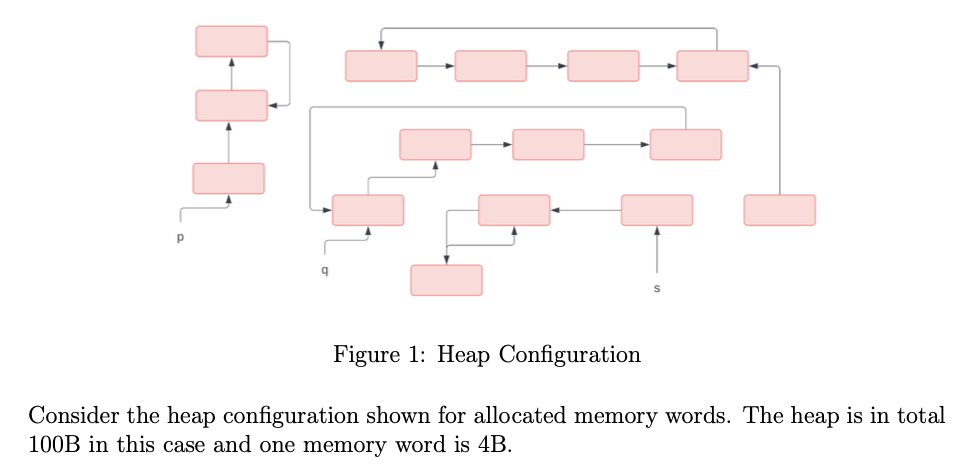 p
q
s
Figure 1: Heap Configuration
Consider the heap configuration shown for allocated memory words. The heap is in total
100B in this case and one memory word is 4B.